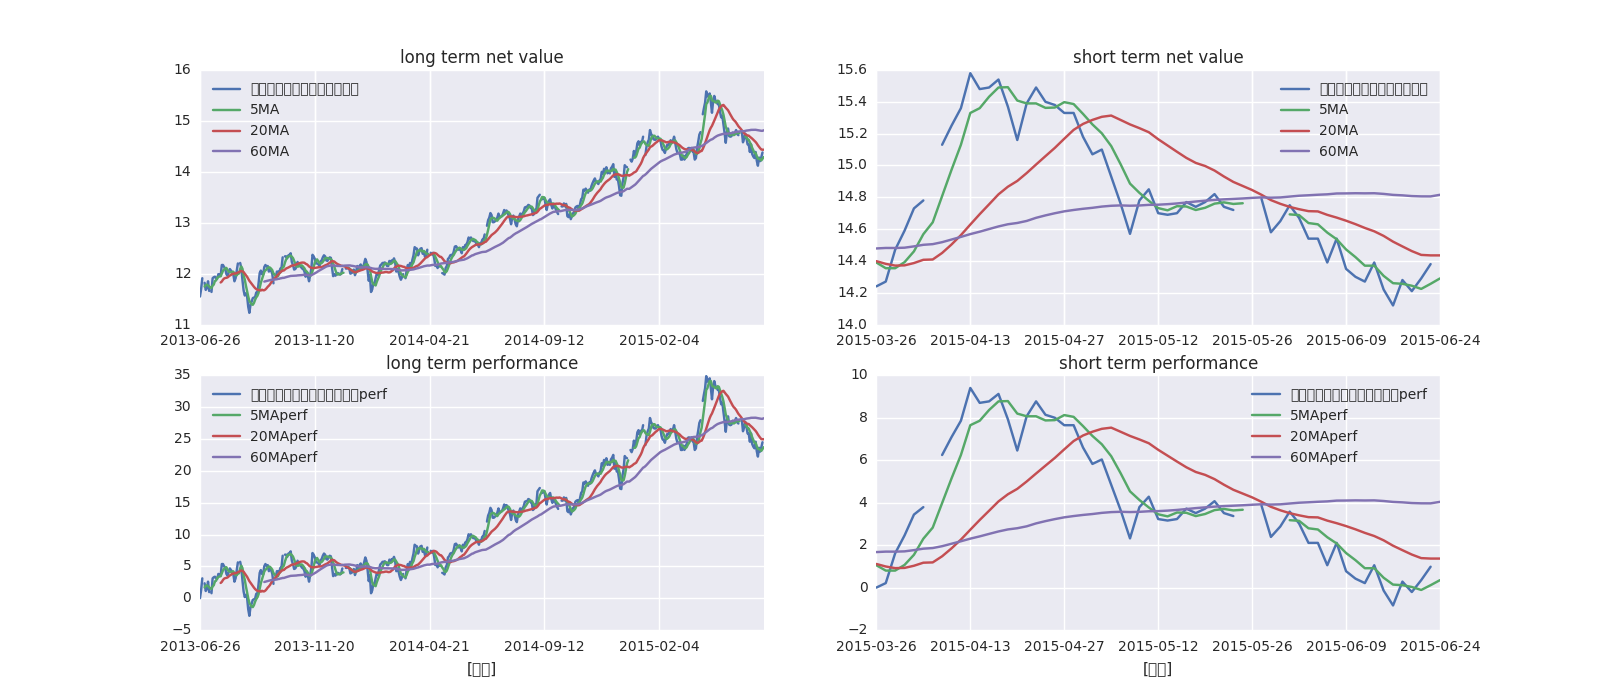 long term net value
16
15
14
13
12
11
5MA
20MA
60MA
2013-06-26 2013-11-20 2014-04-21 2014-09-12 2015-02-04
short term net value
15.6
15.4
15.2
15.0
14.8
14.6
14.4
14.2
14.0
5MA
20MA
60MA
2015-03-26 2015-04-13 2015-04-27 2015-05-12 2015-05-26 2015-06-09 2015-06-24
long term performance
35
30
25
20
15
10
5
0
−5
perf
5MAperf
20MAperf
60MAperf
2013-06-26 2013-11-20 2014-04-21 2014-09-12 2015-02-04
short term performance
10
8
6
4
2
0
−2
perf
5MAperf
20MAperf
60MAperf
2015-03-26 2015-04-13 2015-04-27 2015-05-12 2015-05-26 2015-06-09 2015-06-24